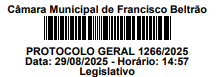 Câmara Municipal de Francisco Beltrão
PROTOCOLO GERAL 1266/2025
Data: 29/08/2025 - Horário: 14:57
Legislativo